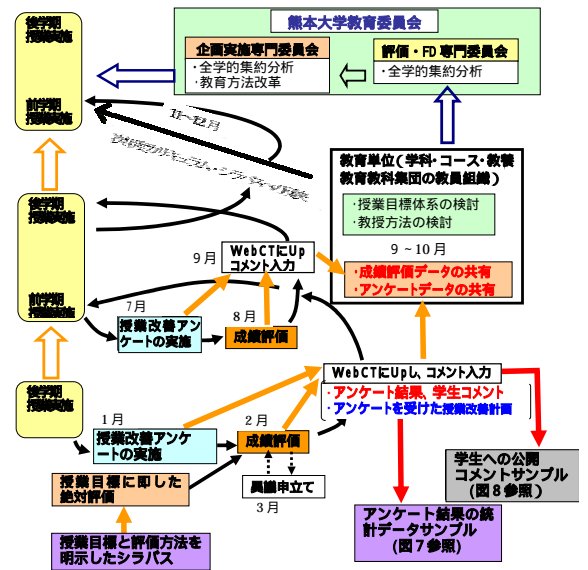 熊本大学教育委員会
企画実施専門委員会
・全学的集約分析
・教育方法改革
評価・FD専門委員会
・全学的集約分析
後学期
授業実施
前学期
授業実施
11～12月
教育単位（学科・コース・教養
教育教科集団の教員組織）
・授業目標体系の検討
・教授方法の検討
9～10月
・成績評価データの共有
・アンケートデータの共有
後学期
授業実施
前学期
授業実施
9月
WebCTにUp
コメント入力
7月
授業改善アン
ケートの実施
8月
成績評価
WebCTにUpし、コメント入力
・アンケート結果、学生コメント
・アンケートを受けた授業改善計画
後学期
授業実施
1月
授業改善アン
ケートの実施
2月
成績評価
異議申立て
3月
授業目標に即した
絶対評価
授業目標と評価方法を
明示したシラバス
学生への公開
コメントサンプル
(図8参照)
アンケート結果の統
計データサンプル
(図7参照)